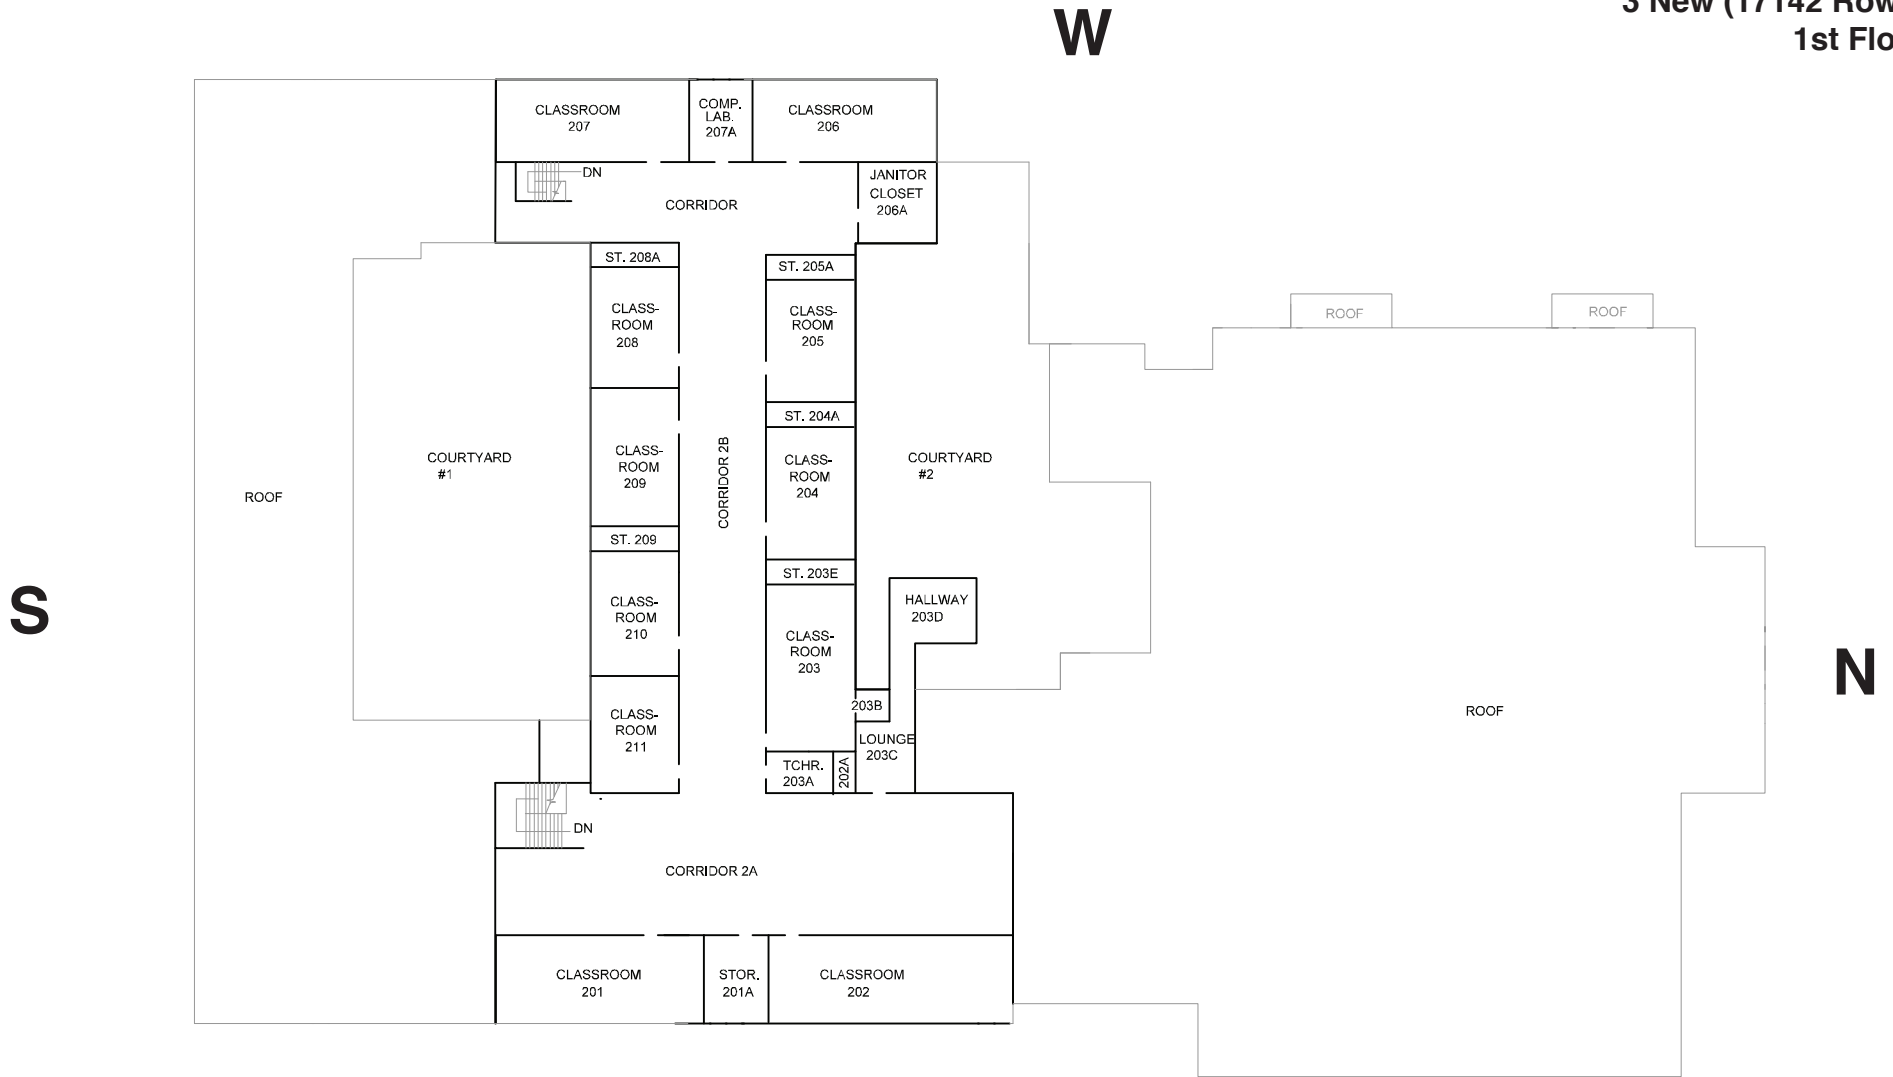 W
3 New (17142 Row
1st Flo
CLASSROOM
207
COMP.
LAB.
207A
CLASSROOM
206
DN
CORRIDOR
JANITOR
CLOSET
206A
ST. 208A
ST. 205A
CLASS-
ROOM
208
CLASS-
ROOM
205
ROOF
ROOF
ST. 204A
COURTYARD
#1
CLASS-
ROOM
209
CORRIDOR 2B
CLASS-
ROOM
204
COURTYARD
#2
ROOF
ST. 209
ST. 203E
S
CLASS-
ROOM
210
CLASS-
ROOM
203
HALLWAY
203D
N
203B
CLASS-
ROOM
211
LOUNGE
203C
ROOF
TCHR.
203A
202A
DN
CORRIDOR 2A
CLASSROOM
201
STOR.
201A
CLASSROOM
202